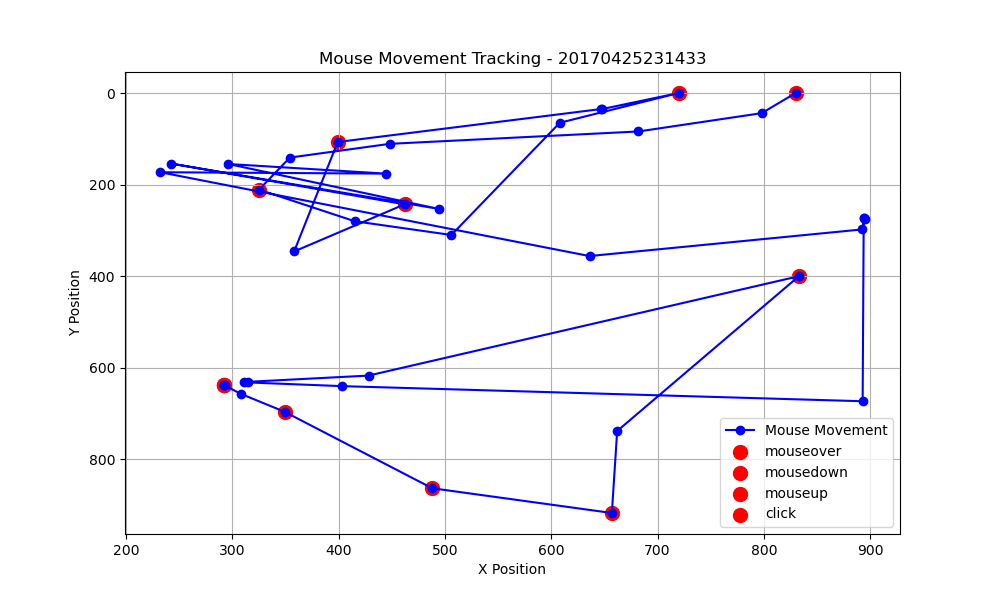 Mouse Movement Tracking - 20170425231433
Y Position
0
200
400
600
800
Mouse Movement
mouseover
mousedown
mouseup
click
200 300 400 500 600 700 800 900
X Position